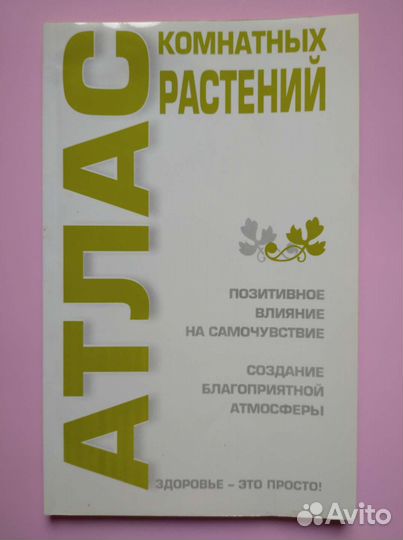 АТЛАС
КОМНАТНЫХ
РАСТЕНИЙ
ПОЗИТИВНОЕ
ВЛИЯНИЕ
НА САМОЧУВСТВИЕ
СОЗДАНИЕ
БЛАГОПРИЯТНОЙ
АТМОСФЕРЫ
ЗДОРОВЬЕ – ЭТО ПРОСТО!
Avito